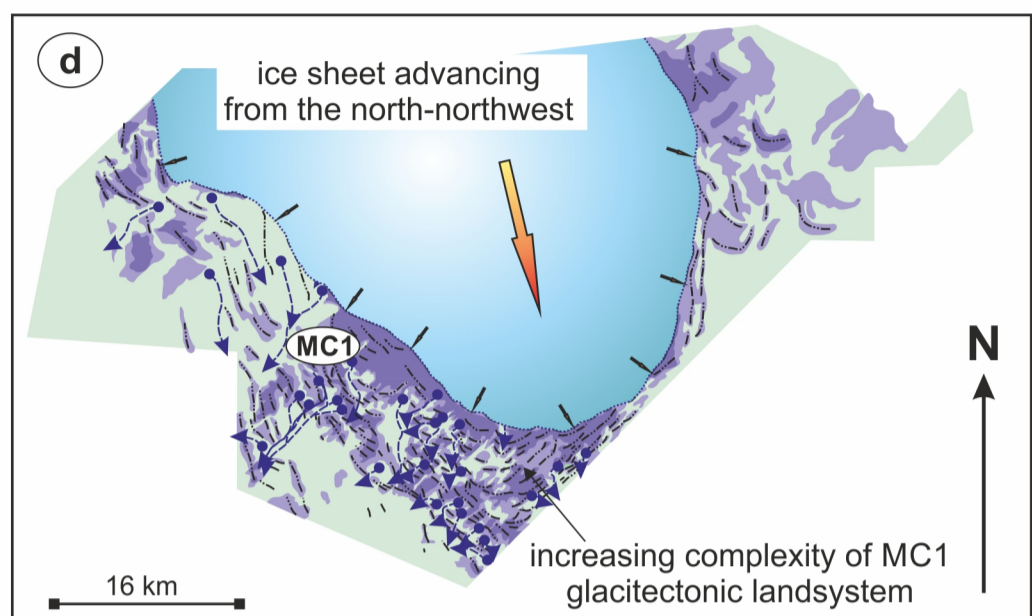 d
ice sheet advancing
from the north-northwest
MC1
N
increasing complexity of MC1
glacitectonic landsystem
16 km